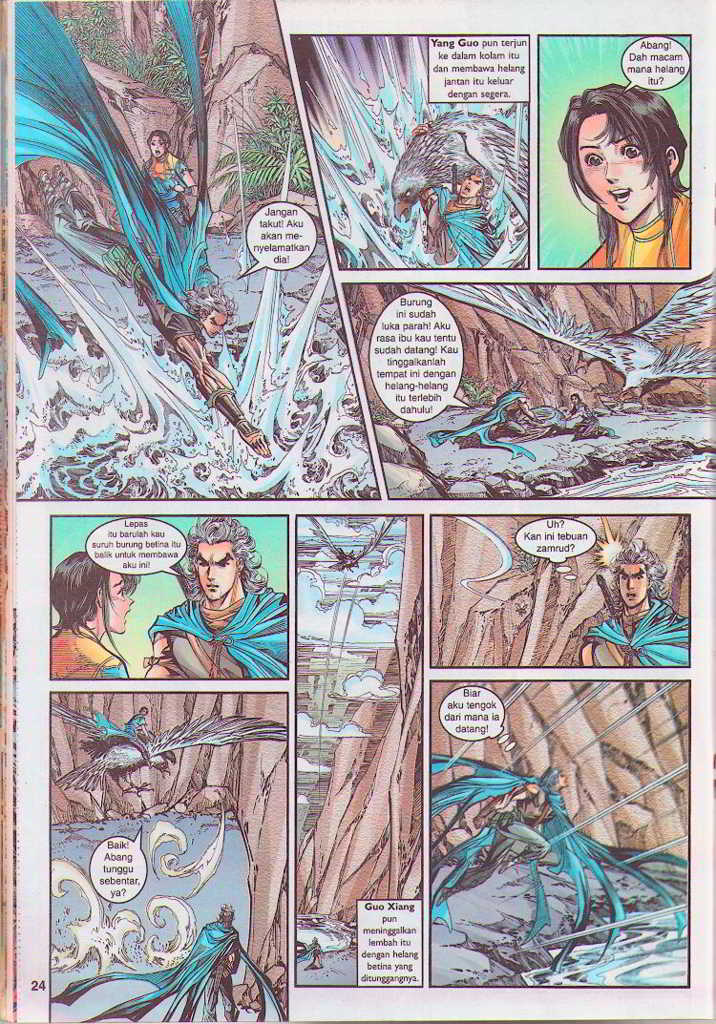 Jangan
takut! Aku
akan me-
nyelamatkan
dia!
Yang Guo pun terjun
ke dalam kolam itu
dan membawa helang
jantan itu keluar
dengan segera.
Abang!
Dah macam
mana helang
itu?
Burung
ini sudah
luka parah! Aku
rasa ibu kau tentu
sudah datang! Kau
tinggalkanlah
tempat ini dengan
helang-helang
itu terlebih
dahulu!
Lepas
itu barulah kau
suruh burung betina itu
balik untuk membawa
aku ini!
Baik!
Abang
tunggu
sebentar,
ya?
Guo Xiang
pun
meninggalkan
lembah itu
dengan helang
betina yang
ditunggangnya.
Uh?
Kan ini tebuan
zamrud?
Biar
aku tengok
dari mana ia
datang!
24